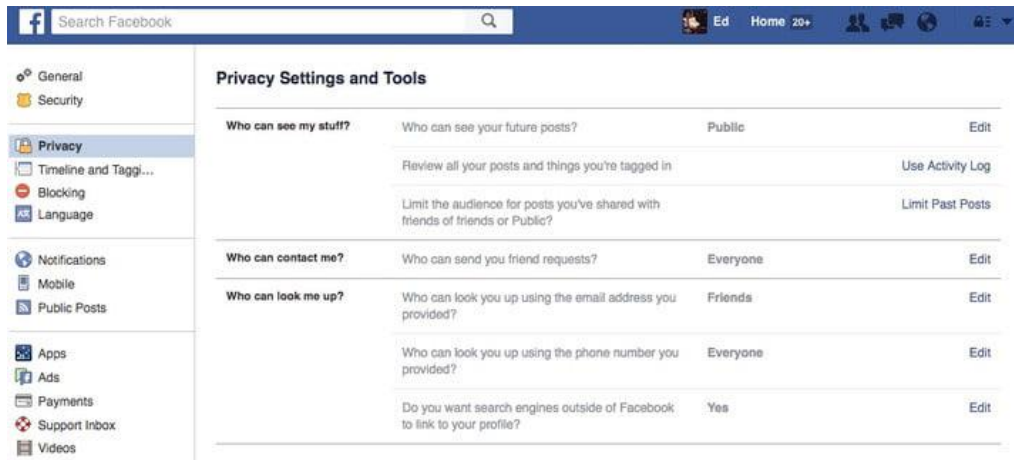 f Search Facebook Ed Home 20+
General
Security
Privacy
Timeline and Taggi...
Blocking
Language
Notifications
Mobile
Public Posts
Apps
Ads
Payments
Support Inbox
Videos
Privacy Settings and Tools
Who can see my stuff? Who can see your future posts? Public Edit
Review all your posts and things you're tagged in Use Activity Log
Limit the audience for posts you've shared with Limit Past Posts
friends of friends or Public?
Who can contact me? Who can send you friend requests? Everyone Edit
Who can look me up? Who can look you up using the email address you Friends Edit
provided?
Who can look you up using the phone number you Everyone Edit
provided?
Do you want search engines outside of Facebook Yes Edit
to link to your profile?